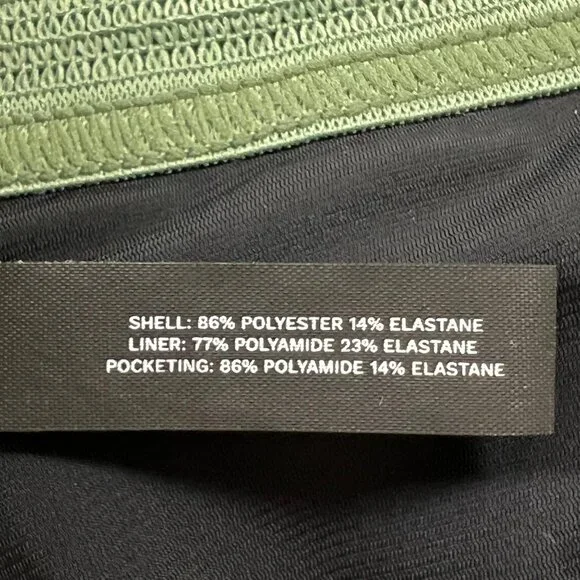 SHELL: 86% POLYESTER 14% ELASTANE
LINER: 77% POLYAMIDE 23% ELASTANE
POCKETING: 86% POLYAMIDE 14% ELASTANE